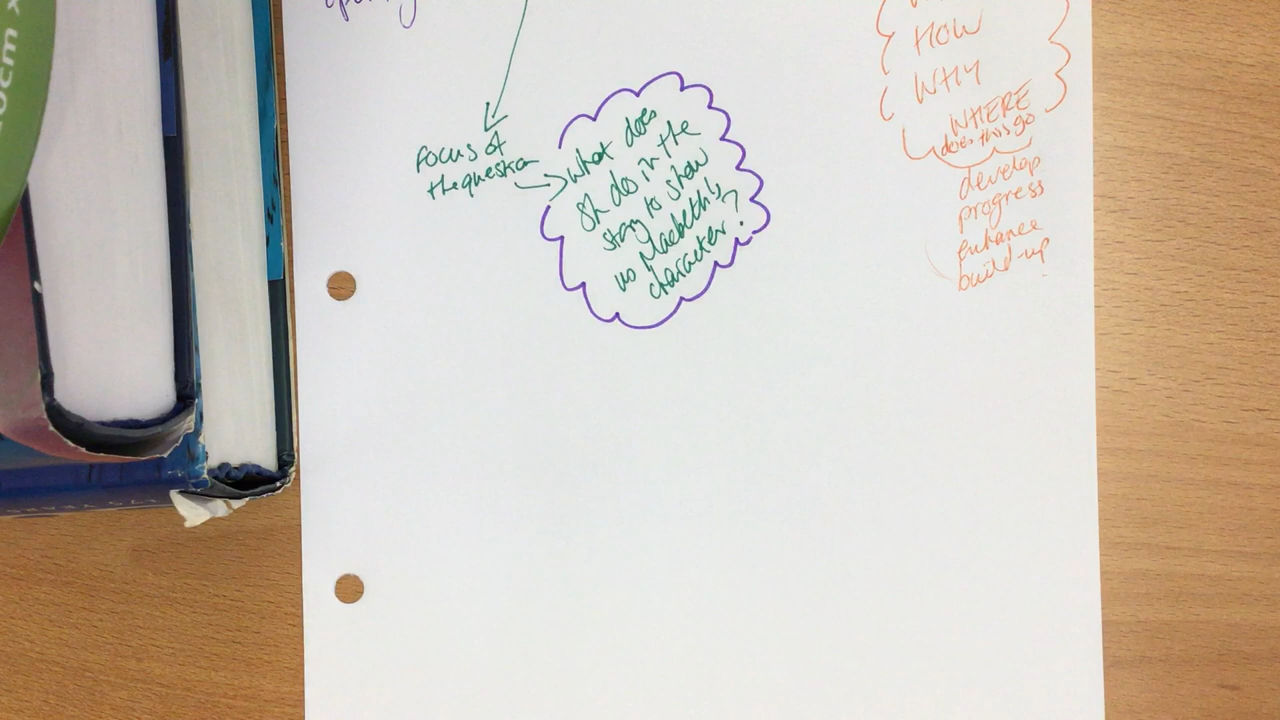 HOW
WHY
WHERE
does this go
develop
progress
enhance
build-up
focus of
the question
what does
Sh do in the
story to show
us Macbeth's
character?